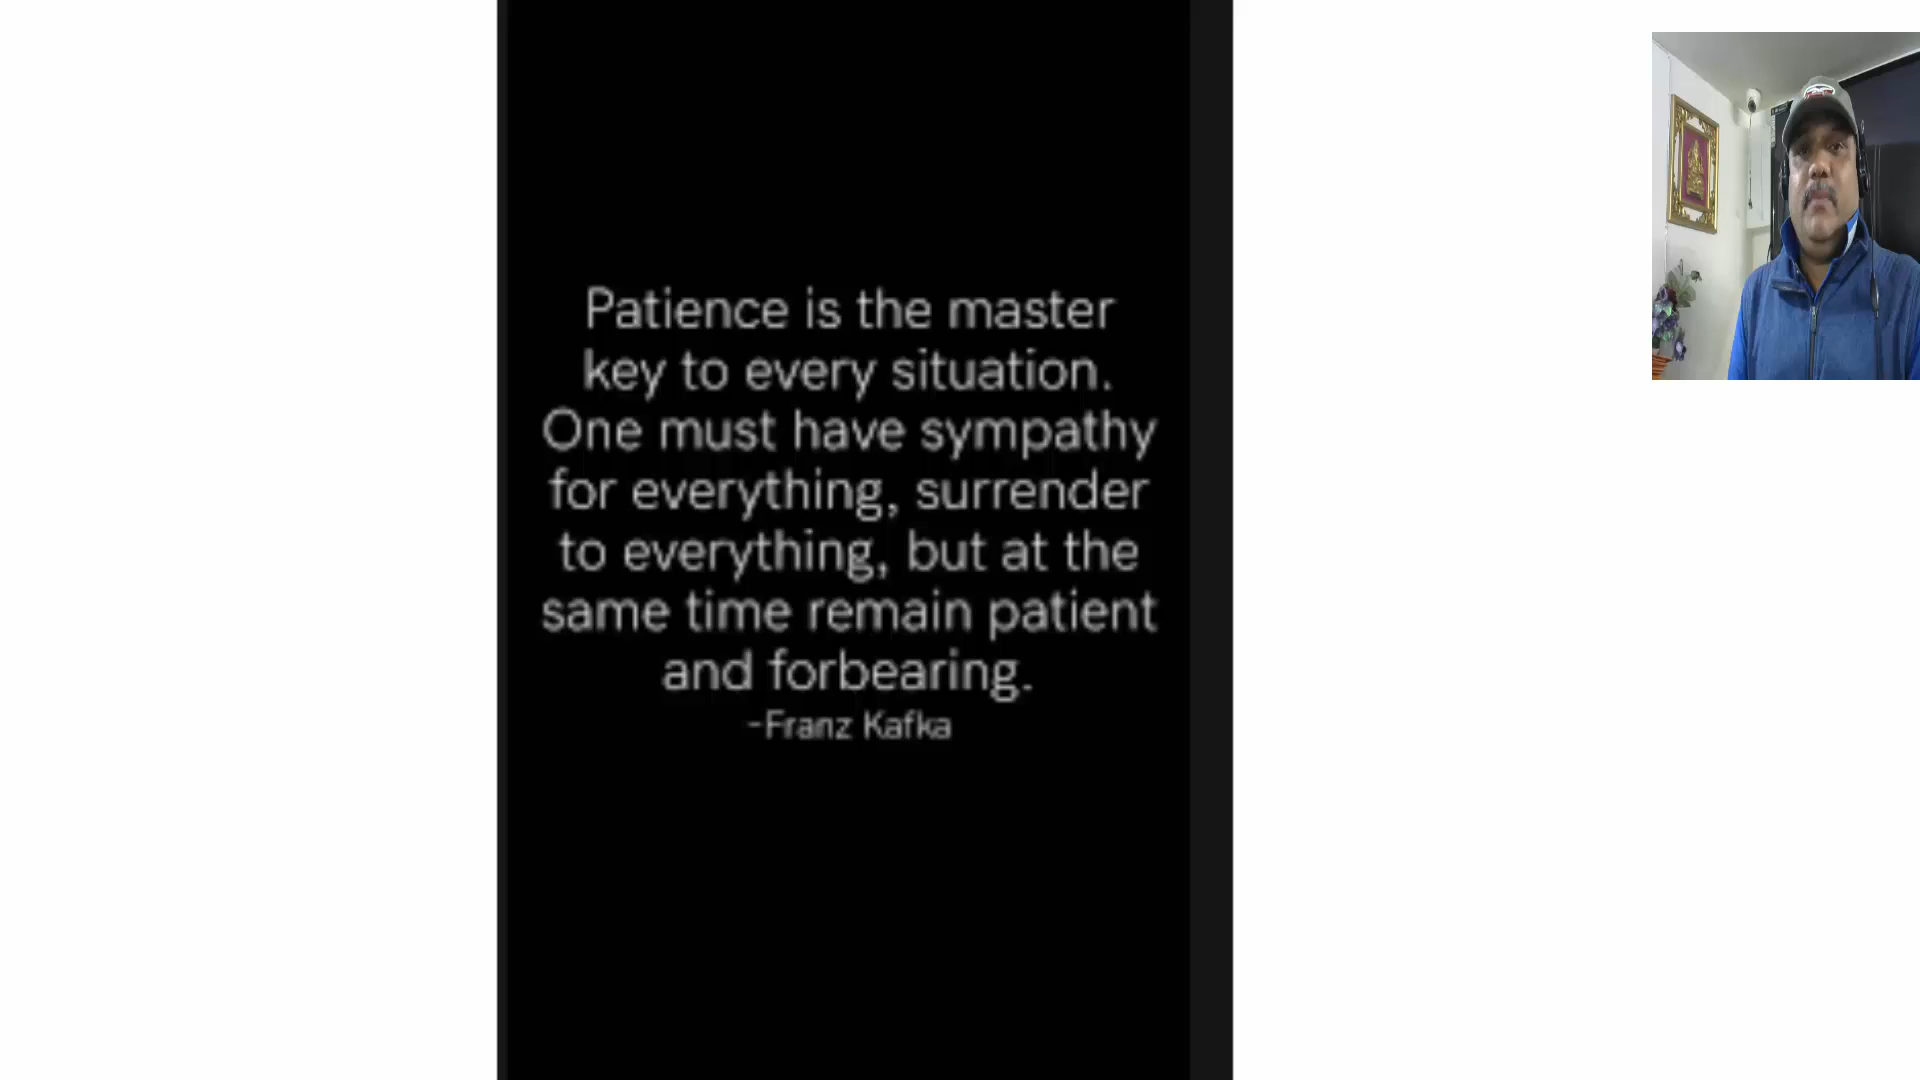 Patience is the master
key to every situation.
One must have sympathy
for everything, surrender
to everything, but at the
same time remain patient
and forbearing.
-Franz Kafka